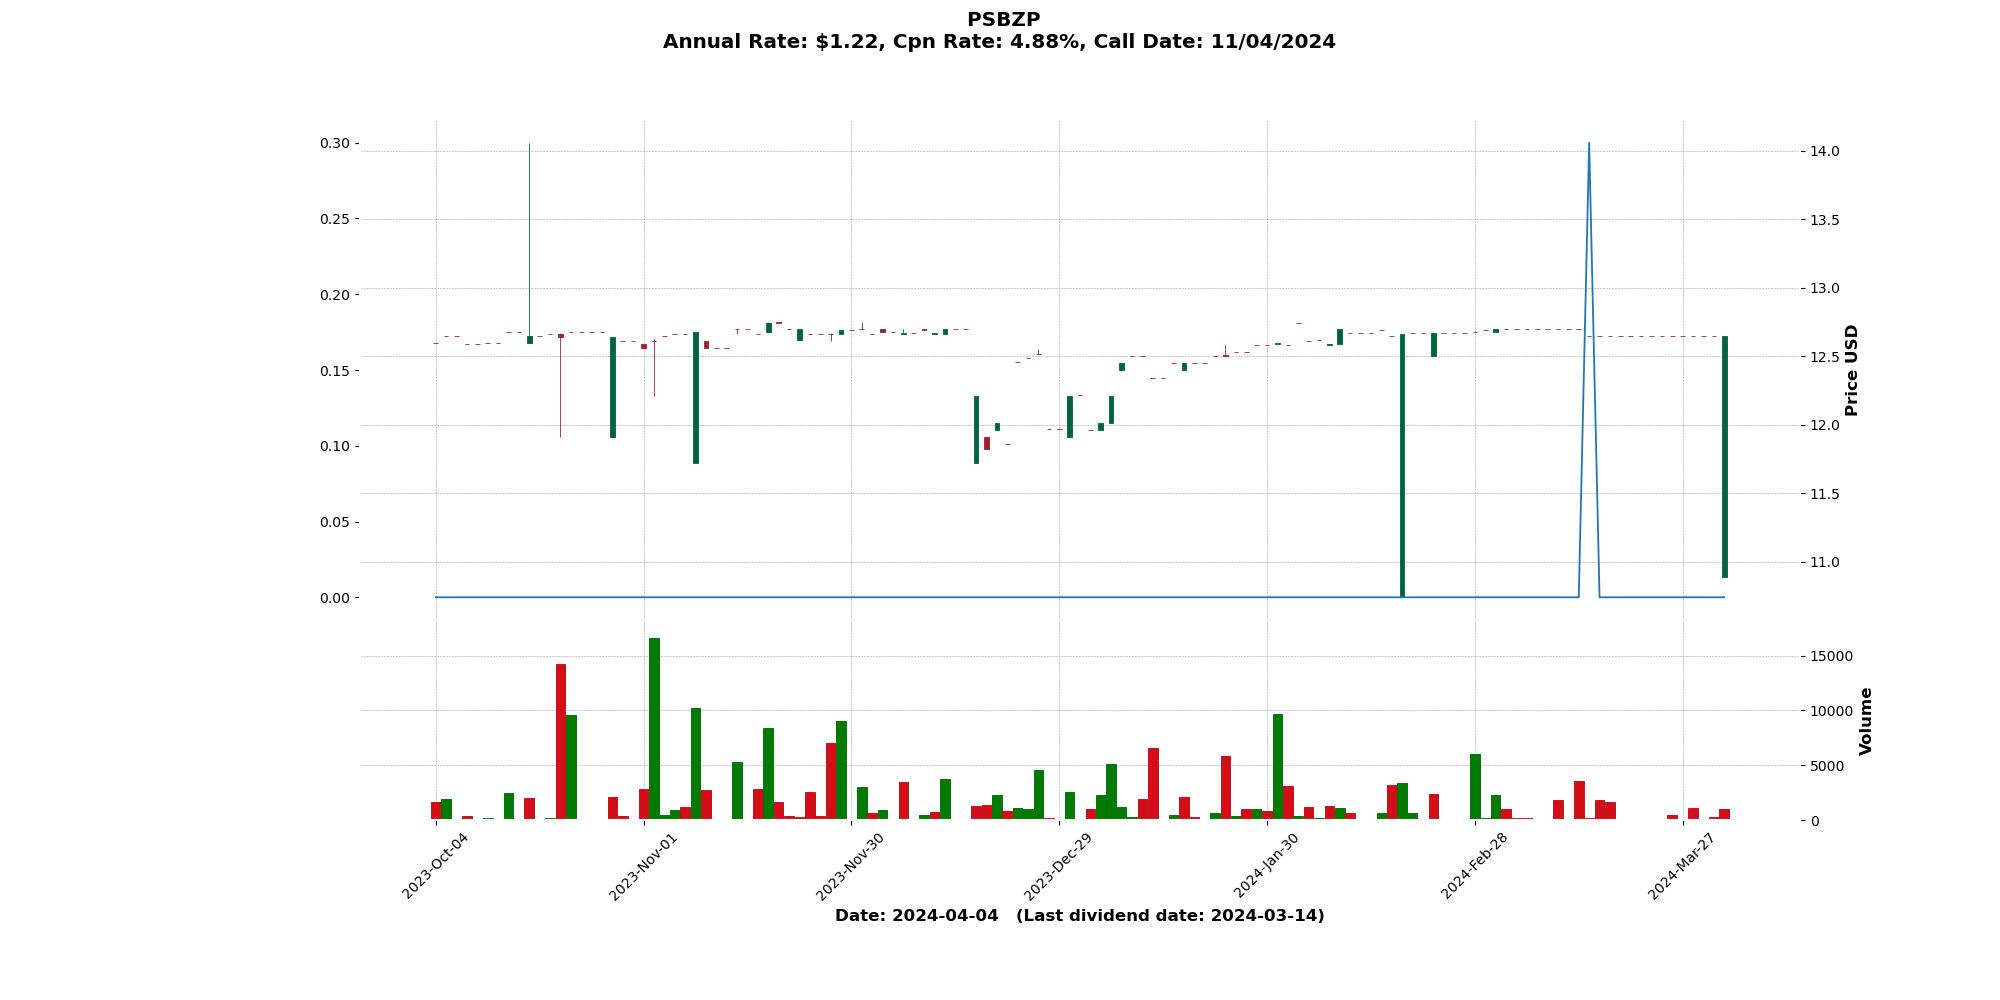 PSBZP
Annual Rate: $1.22, Cpn Rate: 4.88%, Call Date: 11/04/2024
0.30
0.25
0.20
0.15
0.10
0.05
0.00
14.0
13.5
13.0
12.5
12.0
11.5
11.0
Price USD
15000
10000
5000
0
Volume
2023-Oct-04
2023-Nov-01
2023-Nov-30
2023-Dec-29
2024-Jan-30
2024-Feb-28
2024-Mar-27
Date: 2024-04-04   (Last dividend date: 2024-03-14)